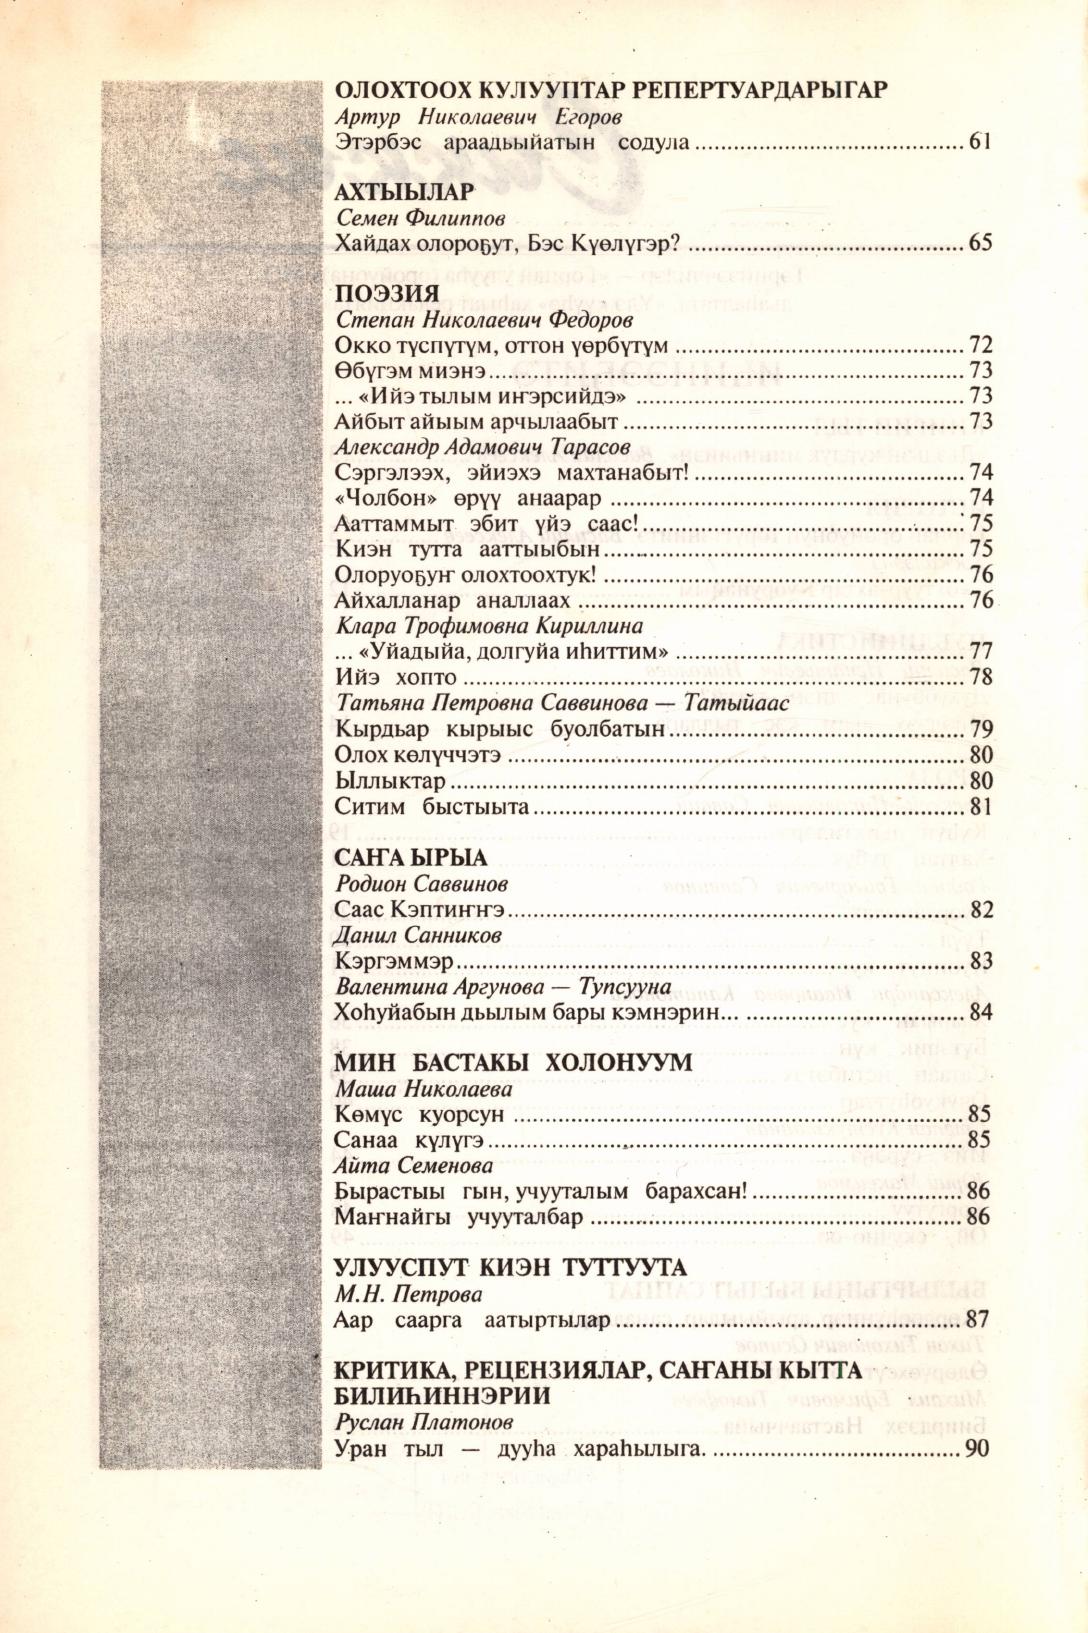 ОЛОХТООХ КУЛУУПТАР РЕПЕРТУАРДАРЫГАР
Артур Николаевич Егоров
Этэрбэс араадьыйатын содула ........ 61
АХТЫЫЛАР
Семен Филиппов
Хайдах олороҕут, Бэс Күөлүгэр? ........ 65
ПОЭЗИЯ
Степан Николаевич Федоров
Окко түспүтүм, оттон үөрбүтүм ........ 72
Өбүгэм миэнэ ........ 73
... «Ийэ тылым иҥэрсийдэ» ........ 73
Айбыт айыым арчылаабыт ........ 73
Александр Адамович Тарасов
Сэргэлээх, эйиэхэ махтанабыт! ........ 74
«Чолбон» өрүү анаарар ........ 74
Ааттаммыт эбит үйэ саас! ........ 75
Киэн тутта ааттыыбын ........ 75
Олоруоҕуҥ олохтоохтук! ........ 76
Айхалланар аналлаах ........ 76
Клара Трофимовна Кириллина
... «Уйадыйа, долгуйа иһиттим» ........ 77
Ийэ хопто ........ 78
Татьяна Петровна Саввинова — Татыйаас
Кырдьар кырыыс буолбатын ........ 79
Олох көлүччэтэ ........ 80
Ыллыктар ........ 80
Ситим быстыыта ........ 81
САҤА ЫРЫА
Родион Саввинов
Саас Кэптиҥҥэ ........ 82
Данил Санников
Кэргэммэр ........ 83
Валентина Аргунова — Тупсууна
Хоһуйабын дьылым бары кэмнэрин... ........ 84
МИН БАСТАКЫ ХОЛОНУУМ
Маша Николаева
Көмүс куорсун ........ 85
Санаа күлүгэ ........ 85
Айта Семенова
Бырастыы гын, учууталым барахсан! ........ 86
Маҥнайгы учууталбар ........ 86
УЛУУСПУТ КИЭН ТУТТУУТА
М.Н. Петрова
Аар саарга аатыртылар ........ 87
КРИТИКА, РЕЦЕНЗИЯЛАР, САҤАНЫ КЫТТА
БИЛИҺИННЭРИИ
Руслан Платонов
Уран тыл — дууһа хараһылыга. ........ 90